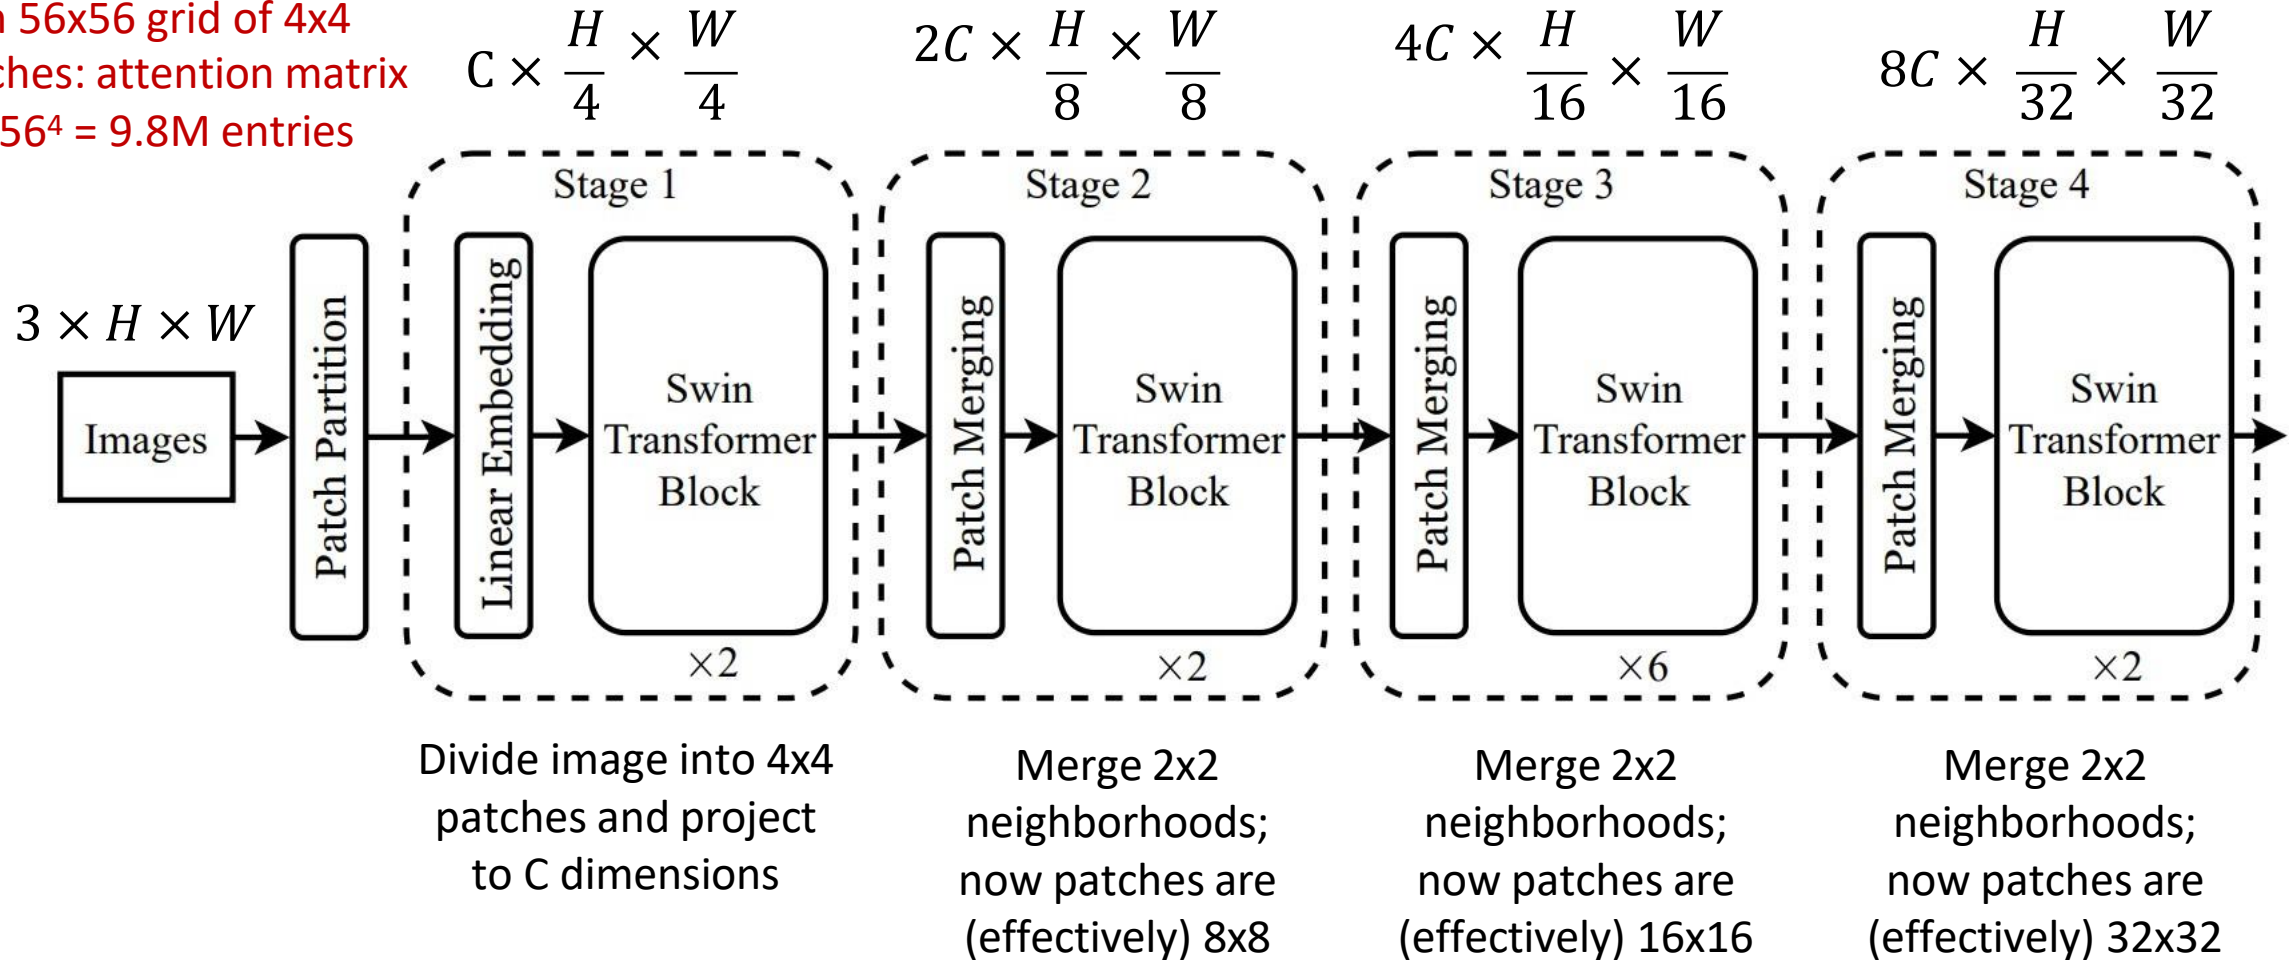 56x56 grid of 4x4
attention matrix
56⁴ = 9.8M entries
C × H/4 × W/4
2C × H/8 × W/8
4C × H/16 × W/16
8C × H/32 × W/32
3 × H × W
Images
Patch Partition
Stage 1
Linear Embedding
Swin
Transformer
Block
×2
Stage 2
Patch Merging
Swin
Transformer
Block
×2
Stage 3
Patch Merging
Swin
Transformer
Block
×6
Stage 4
Patch Merging
Swin
Transformer
Block
×2
Divide image into 4x4
patches and project
to C dimensions
Merge 2x2
neighborhoods;
now patches are
(effectively) 8x8
Merge 2x2
neighborhoods;
now patches are
(effectively) 16x16
Merge 2x2
neighborhoods;
now patches are
(effectively) 32x32